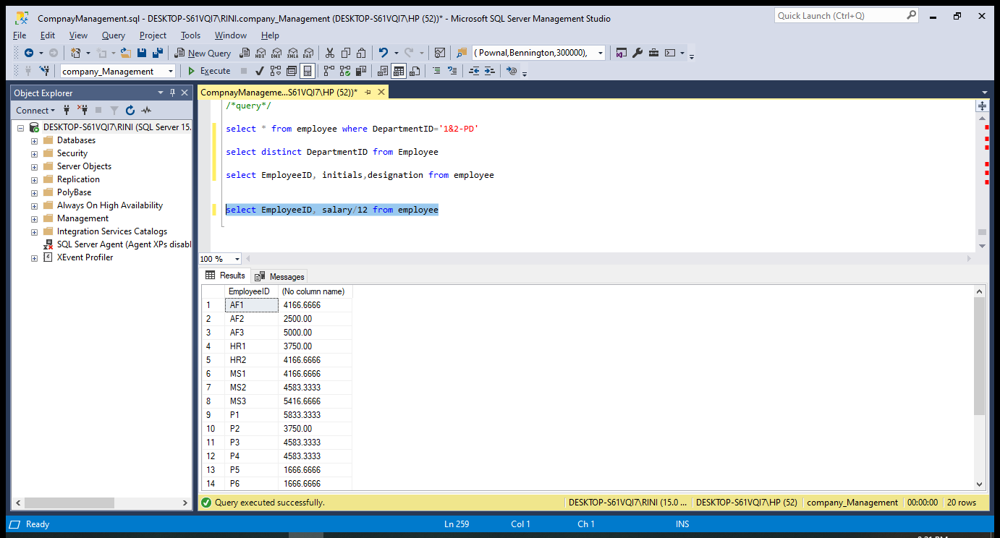 CompnayManagement.sql - DESKTOP-S61VQI7\RINI.company_Management (DESKTOP-S61VQI7\HP (52))* - Microsoft SQL Server Management Studio
Quick Launch (Ctrl+Q)
File Edit View Query Project Tools Window Help
New Query MDX DMX XMLA DAX ( Pownal,Bennington,300000),
company_Management Execute
Object Explorer
Connect
DESKTOP-S61VQI7\RINI (SQL Server 15.
Databases
Security
Server Objects
Replication
PolyBase
Always On High Availability
Management
Integration Services Catalogs
SQL Server Agent (Agent XPs disabl
XEvent Profiler
CompnayManageme...S61VQI7\HP (52))*
/*query*/
select * from employee where DepartmentID='1&2-PD'
select distinct DepartmentID from Employee
select EmployeeID, initials,designation from employee
select EmployeeID, salary/12 from employee
100 %
Results Messages
EmployeeID (No column name)
1 AF1 4166.6666
2 AF2 2500.00
3 AF3 5000.00
4 HR1 3750.00
5 HR2 4166.6666
6 MS1 4166.6666
7 MS2 4583.3333
8 MS3 5416.6666
9 P1 5833.3333
10 P2 3750.00
11 P3 4583.3333
12 P4 4583.3333
13 P5 1666.6666
14 P6 1666.6666
Query executed successfully. DESKTOP-S61VQI7\RINI (15.0 ... DESKTOP-S61VQI7\HP (52) company_Management 00:00:00 20 rows
Ready Ln 259 Col 1 Ch 1 INS